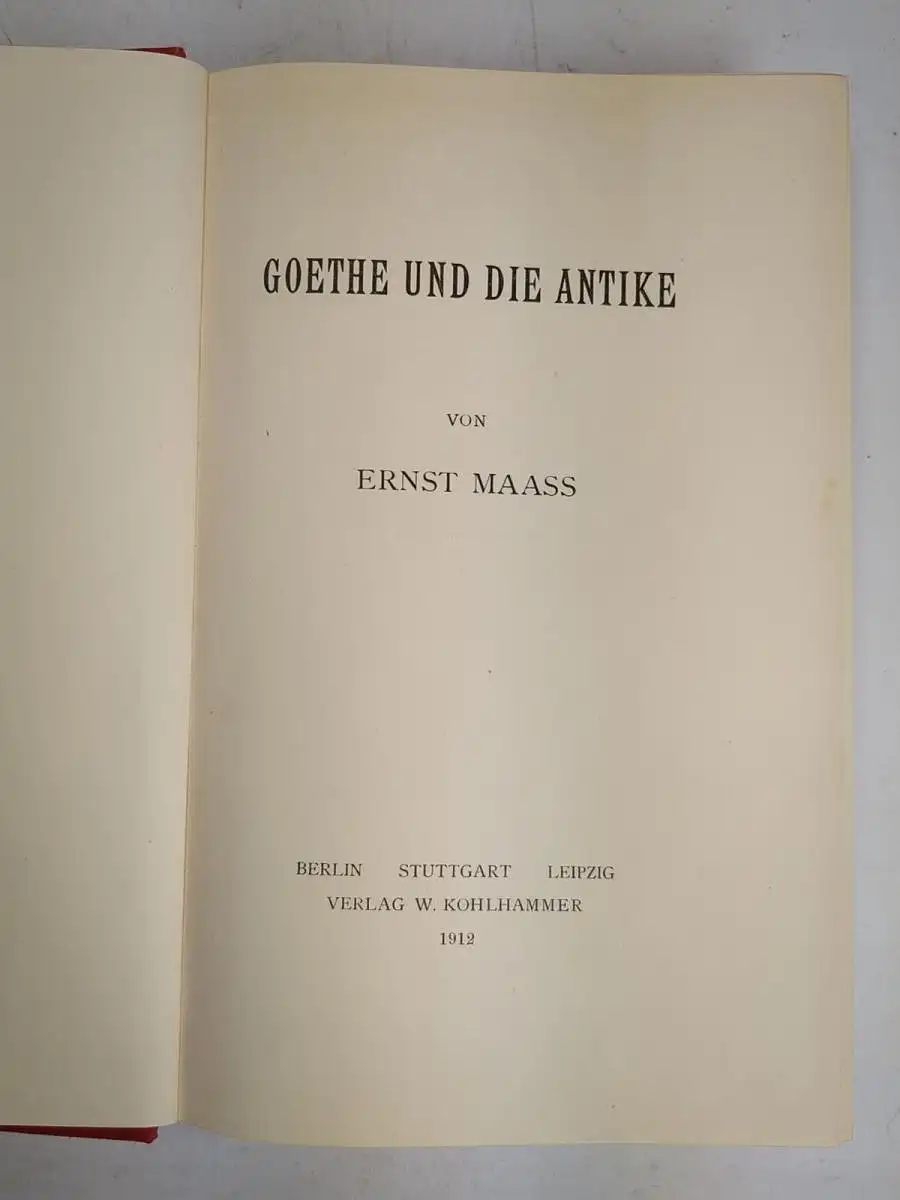 GOETHE UND DIE ANTIKE
VON
ERNST MAASS
BERLIN STUTTGART LEIPZIG
VERLAG W. KOHLHAMMER
1912